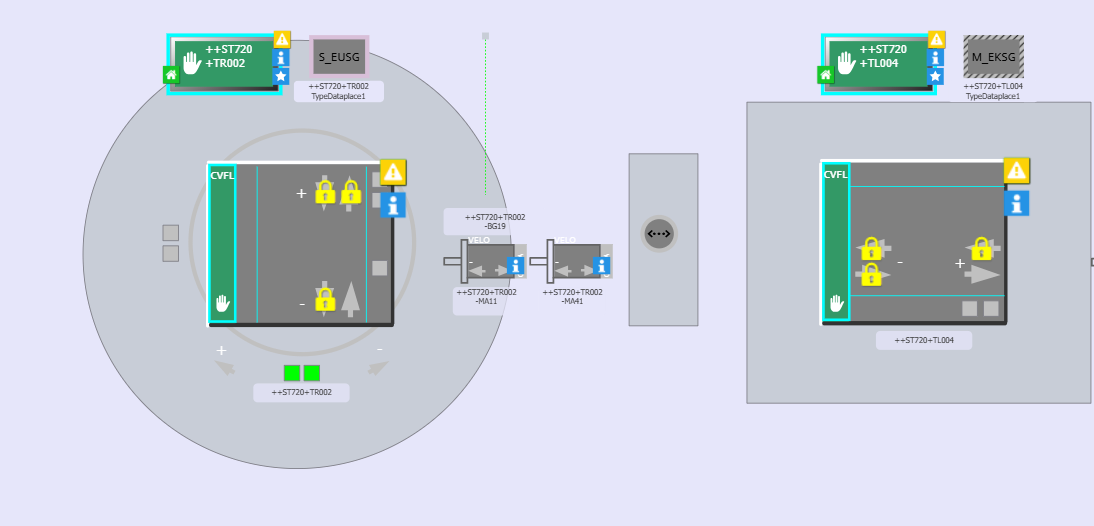 ++ST720
+TR002
S_EUSG
++ST720+TR002
TypeDataplace1
++ST720
+TL004
M_EKSG
++ST720+TL004
TypeDataplace1
CVFL
+
-
+
-
++ST720+TR002
++ST720+TR002
-BG19
VELO
-
++ST720+TR002
-MA11
VELO
-
++ST720+TR002
-MA41
CVFL
-
+
++ST720+TL004